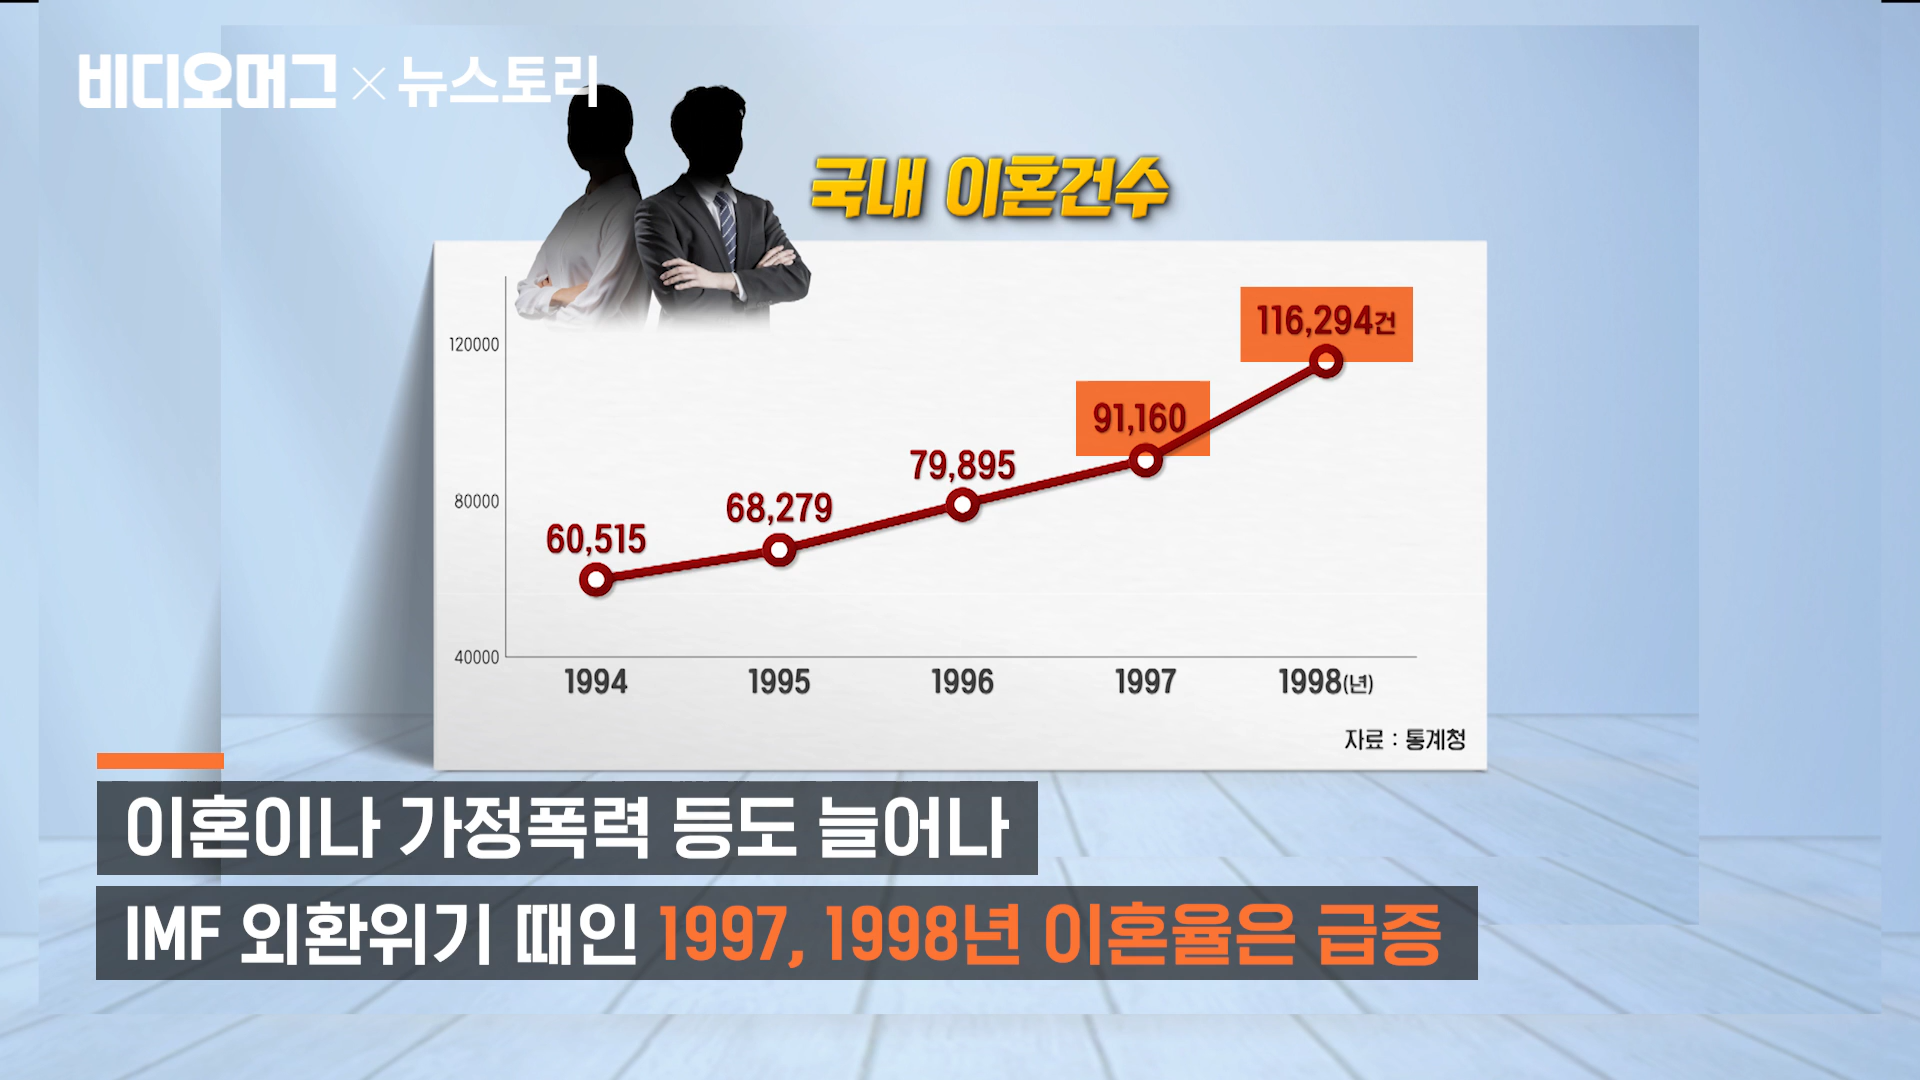 비디오머그×뉴스토리
국내 이혼건수
116,294건
120000
91,160
79,895
80000
68,279
60,515
40000
1994 1995 1996 1997 1998(년)
자료 : 통계청
이혼이나 가정폭력 등도 늘어나
IMF 외환위기 때인 1997, 1998년 이혼율은 급증